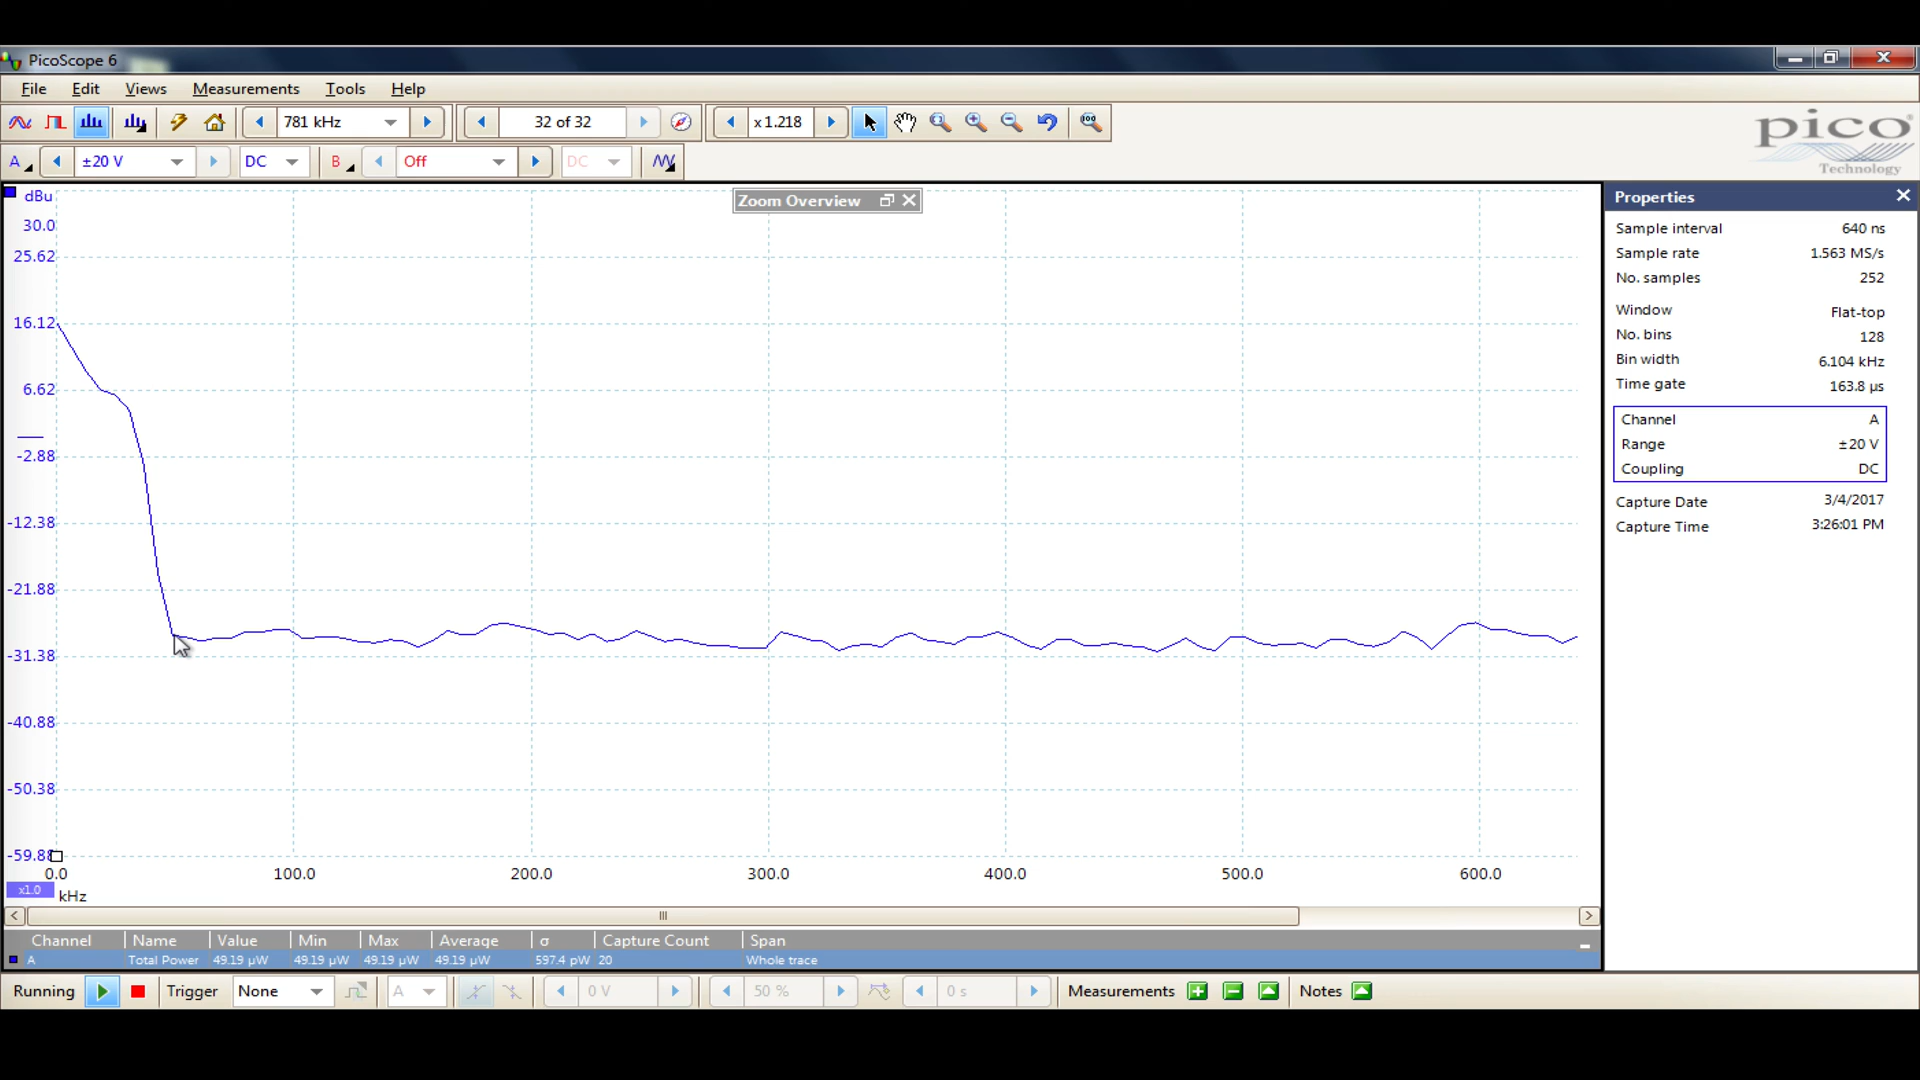 PicoScope 6
File Edit Views Measurements Tools Help
781 kHz 32 of 32 x1.218
A ±20 V DC B Off DC
pico
Technology
dBu
30.0
25.62
16.12
6.62
-2.88
-12.38
-21.88
-31.38
-40.88
-50.38
-59.88
Zoom Overview
0.0 100.0 200.0 300.0 400.0 500.0 600.0
x1.0 kHz
Properties
Sample interval 640 ns
Sample rate 1.563 MS/s
No. samples 252
Window Flat-top
No. bins 128
Bin width 6.104 kHz
Time gate 163.8 µs
Channel A
Range ±20 V
Coupling DC
Capture Date 3/4/2017
Capture Time 3:26:01 PM
Channel Name Value Min Max Average σ Capture Count Span
A Total Power 49.19 µW 49.19 µW 49.19 µW 49.19 µW 597.4 pW 20 Whole trace
Running Trigger None A 0 V 50 % 0 s Measurements Notes